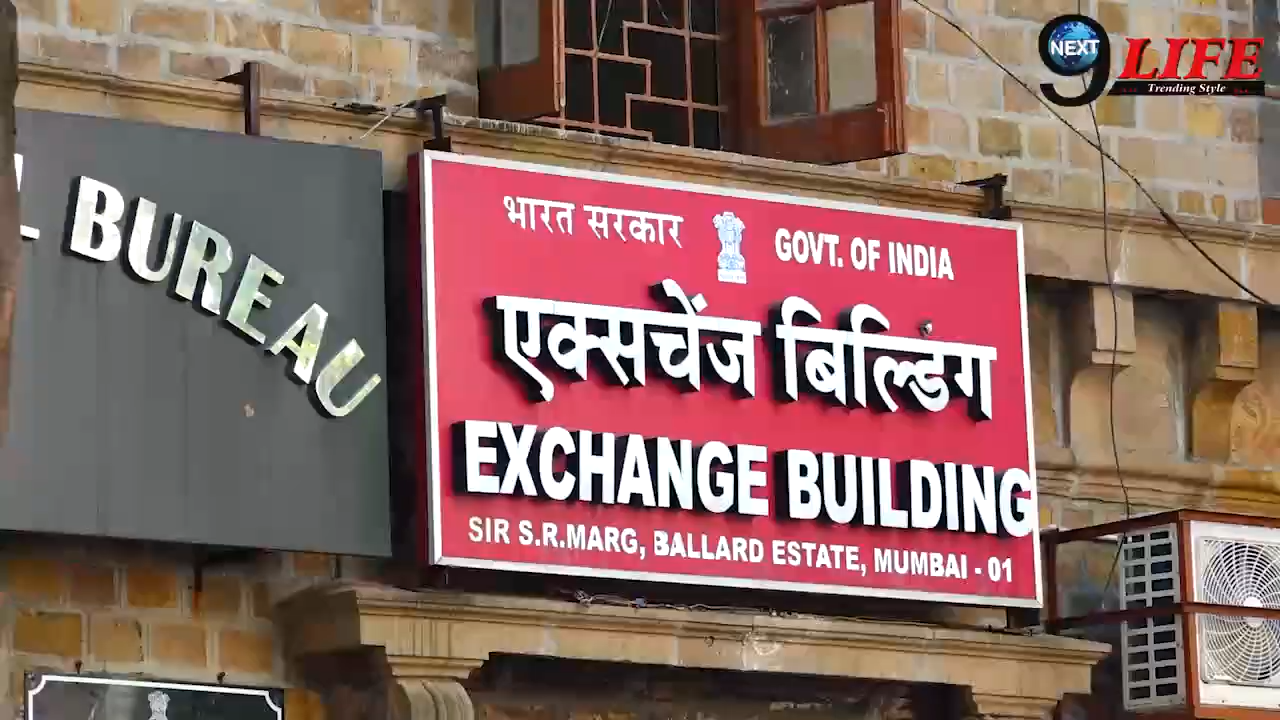 NEXT 9 LIFE
Trending Style
BUREAU
भारत सरकार GOVT. OF INDIA
एक्सचेंज बिल्डिंग
EXCHANGE BUILDING
SIR S.R.MARG, BALLARD ESTATE, MUMBAI - 01